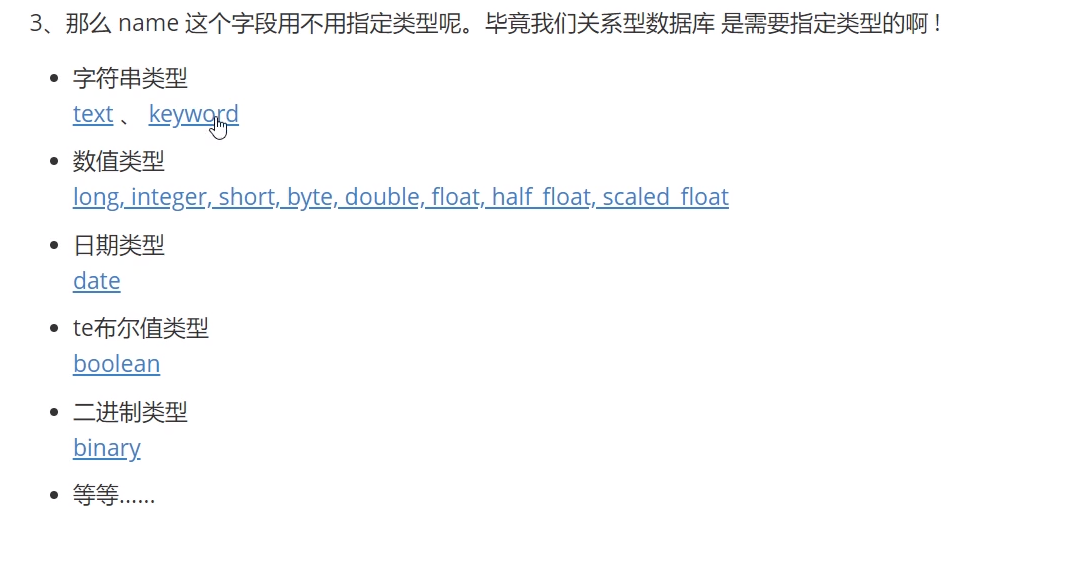 3、那么 name 这个字段用不用指定类型呢。毕竟我们关系型数据库 是需要指定类型的啊！
字符串类型
text 、 keyword
数值类型
long, integer, short, byte, double, float, half_float, scaled_float
日期类型
date
te布尔值类型
boolean
二进制类型
binary
等等……